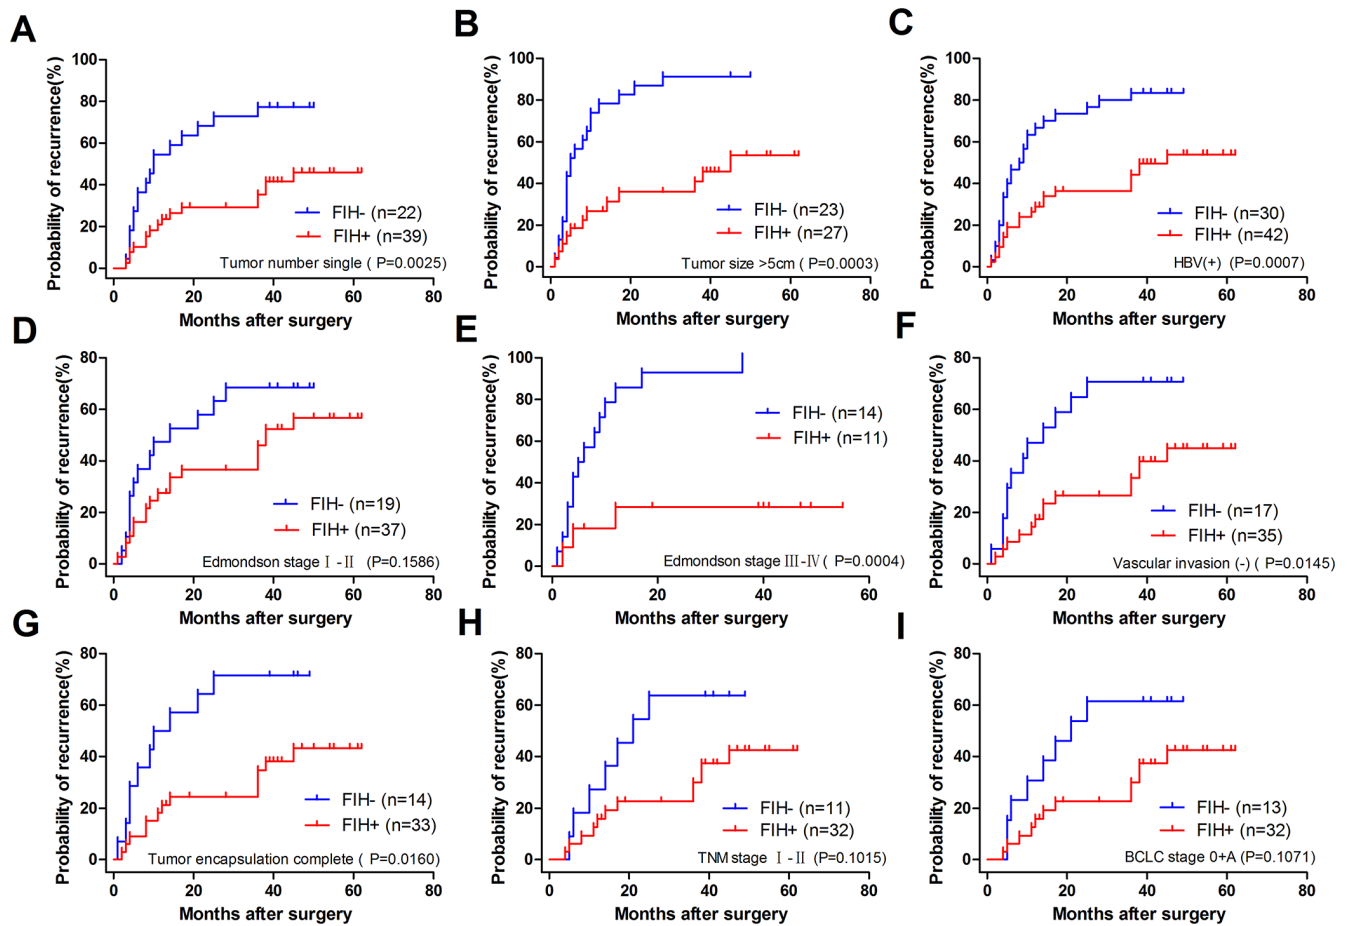 A
Probability of recurrence(%)
100
80
60
40
20
0
FIH- (n=22)
FIH+ (n=39)
Tumor number single ( P=0.0025)
0 20 40 60 80
Months after surgery
B
Probability of recurrence(%)
100
80
60
40
20
0
FIH- (n=23)
FIH+ (n=27)
Tumor size >5cm ( P=0.0003)
0 20 40 60 80
Months after surgery
C
Probability of recurrence(%)
100
80
60
40
20
0
FIH- (n=30)
FIH+ (n=42)
HBV(+) (P=0.0007)
0 20 40 60 80
Months after surgery
D
Probability of recurrence(%)
80
60
40
20
0
FIH- (n=19)
FIH+ (n=37)
Edmondson stage Ⅰ-Ⅱ (P=0.1586)
0 20 40 60 80
Months after surgery
E
Probability of recurrence(%)
100
80
60
40
20
0
FIH- (n=14)
FIH+ (n=11)
Edmondson stage Ⅲ-Ⅳ ( P=0.0004)
0 20 40 60
Months after surgery
F
Probability of recurrence(%)
80
60
40
20
0
FIH- (n=17)
FIH+ (n=35)
Vascular invasion (-) ( P=0.0145)
0 20 40 60 80
Months after surgery
G
Probability of recurrence(%)
80
60
40
20
0
FIH- (n=14)
FIH+ (n=33)
Tumor encapsulation complete ( P=0.0160)
0 20 40 60 80
Months after surgery
H
Probability of recurrence(%)
80
60
40
20
0
FIH- (n=11)
FIH+ (n=32)
TNM stage Ⅰ-Ⅱ (P=0.1015)
0 20 40 60 80
Months after surgery
I
Probability of recurrence(%)
80
60
40
20
0
FIH- (n=13)
FIH+ (n=32)
BCLC stage 0+A (P=0.1071)
0 20 40 60 80
Months after surgery